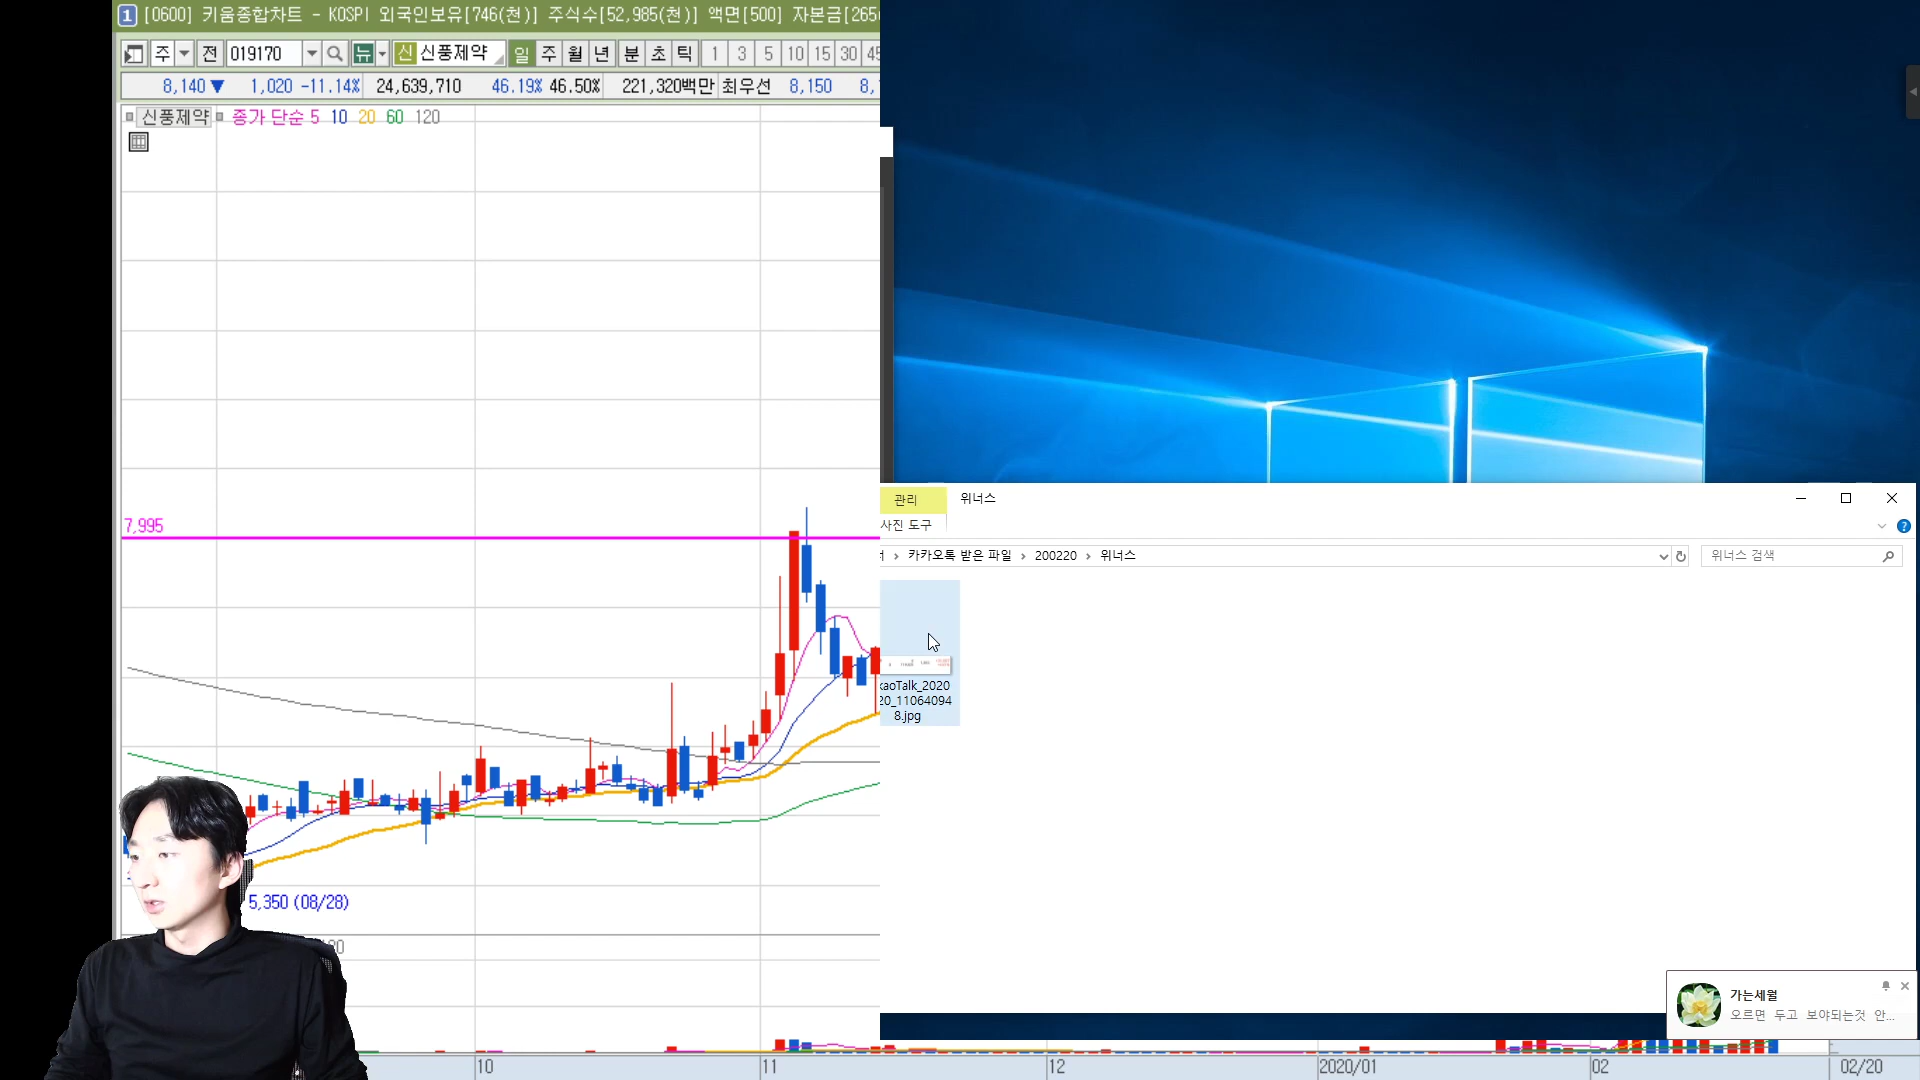 1 [0600] 키움종합차트 - KOSPI 외국인보유[746(천)] 주식수[52,985(천)] 액면[500] 자본금[265
주 전 019170 뉴 신 신풍제약 일 주 월 년 분 초 틱 1 3 5 10 15 30 45
8,140 ▼ 1,020 -11.14% 24,639,710 46.19% 46.50% 221,320백만 최우선 8,150 8,
신풍제약 종가 단순 5 10 20 60 120
7,995
5,350 (08/28)
관리 위너스
사진 도구
카카오톡 받은 파일 › 200220 › 위너스
위너스 검색
kaoTalk_2020
20_11064094
8.jpg
가는세월
오르면 두고 보야되는것 안...
10 11 12 2020/01 02 02/20